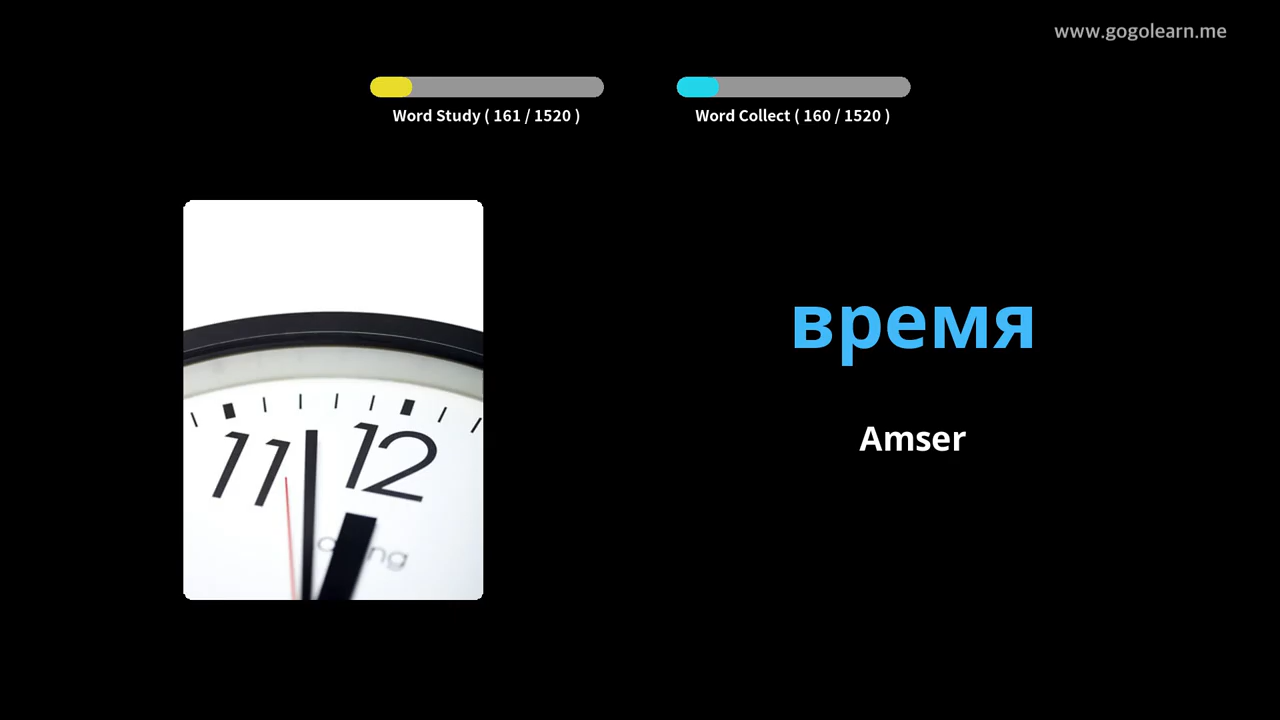 www.gogolearn.me
Word Study ( 161 / 1520 )
Word Collect ( 160 / 1520 )
11
12
время
Amser